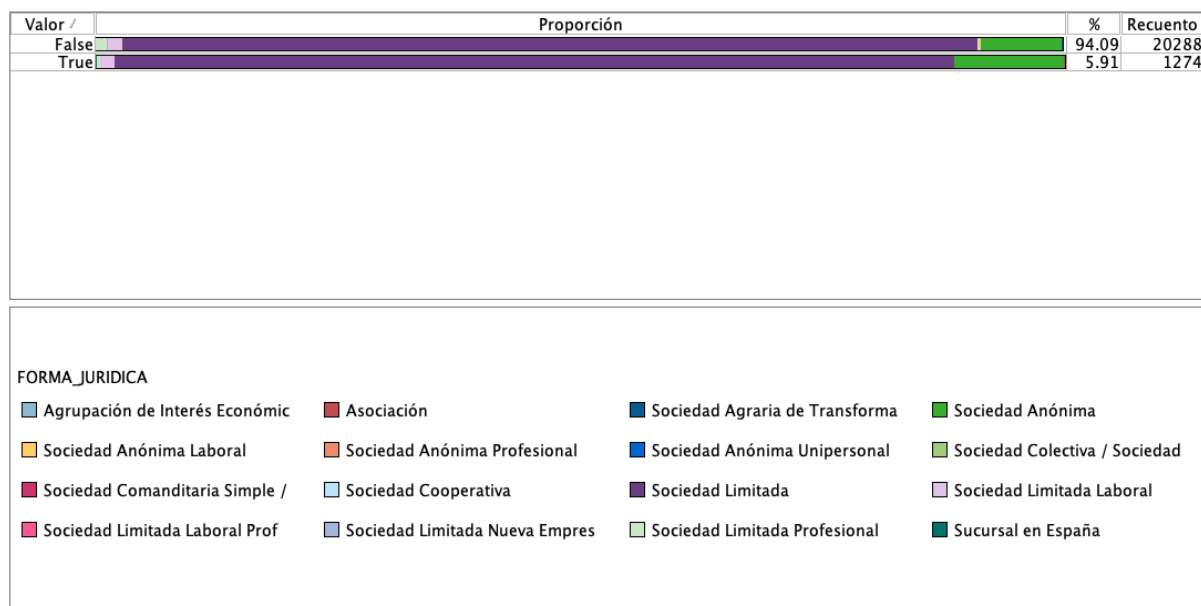 Valor / Proporción % Recuento
False 94.09 20288
True 5.91 1274
FORMA_JURIDICA
Agrupación de Interés Económic Asociación Sociedad Agraria de Transforma Sociedad Anónima
Sociedad Anónima Laboral Sociedad Anónima Profesional Sociedad Anónima Unipersonal Sociedad Colectiva / Sociedad
Sociedad Comanditaria Simple / Sociedad Cooperativa Sociedad Limitada Sociedad Limitada Laboral
Sociedad Limitada Laboral Prof Sociedad Limitada Nueva Empres Sociedad Limitada Profesional Sucursal en España